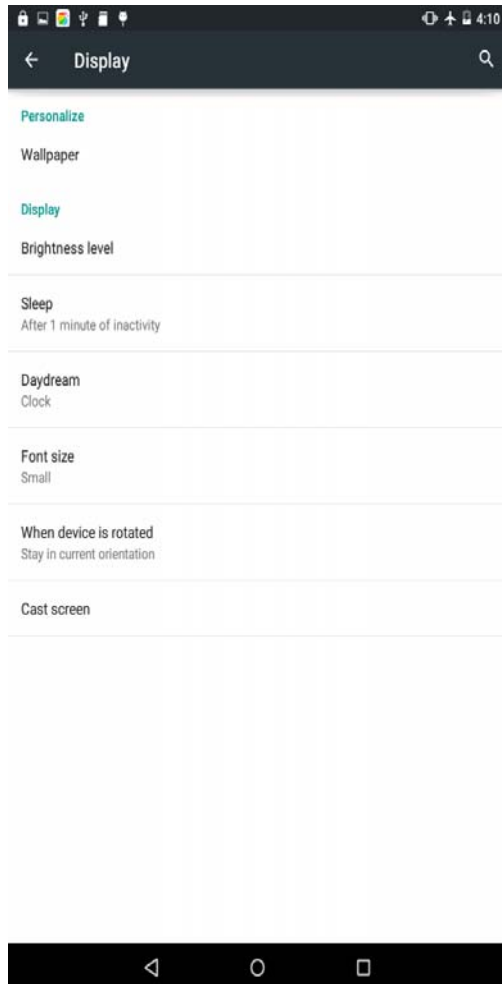 4:10
Display
Personalize
Wallpaper
Display
Brightness level
Sleep
After 1 minute of inactivity
Daydream
Clock
Font size
Small
When device is rotated
Stay in current orientation
Cast screen